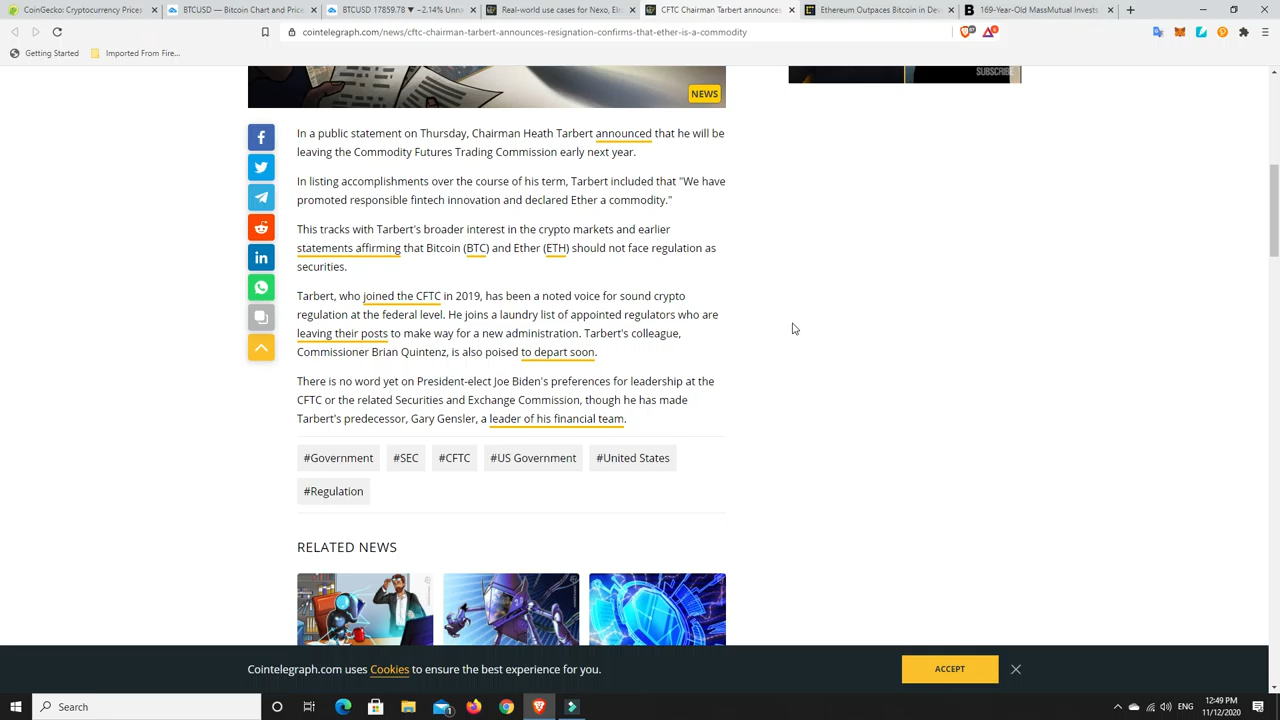 CoinGecko: Cryptocurrency Prices
BTCUSD — Bitcoin Chart and Price
BTCUSD 17859.78 ▼ −2.14% Unna
Real-world use cases for Nexo, Eln
CFTC Chairman Tarbert announces
Ethereum Outpaces Bitcoin in Dev
169-Year-Old MassMutual Invests
cointelegraph.com/news/cftc-chairman-tarbert-announces-resignation-confirms-that-ether-is-a-commodity
Getting Started
Imported From Fire...
SUBSCRIBE
NEWS
In a public statement on Thursday, Chairman Heath Tarbert announced that he will be
leaving the Commodity Futures Trading Commission early next year.
In listing accomplishments over the course of his term, Tarbert included that "We have
promoted responsible fintech innovation and declared Ether a commodity."
This tracks with Tarbert's broader interest in the crypto markets and earlier
statements affirming that Bitcoin (BTC) and Ether (ETH) should not face regulation as
securities.
Tarbert, who joined the CFTC in 2019, has been a noted voice for sound crypto
regulation at the federal level. He joins a laundry list of appointed regulators who are
leaving their posts to make way for a new administration. Tarbert's colleague,
Commissioner Brian Quintenz, is also poised to depart soon.
There is no word yet on President-elect Joe Biden's preferences for leadership at the
CFTC or the related Securities and Exchange Commission, though he has made
Tarbert's predecessor, Gary Gensler, a leader of his financial team.
#Government #SEC #CFTC #US Government #United States
#Regulation
RELATED NEWS
Cointelegraph.com uses Cookies to ensure the best experience for you.
ACCEPT
Search
ENG
12:49 PM
11/12/2020